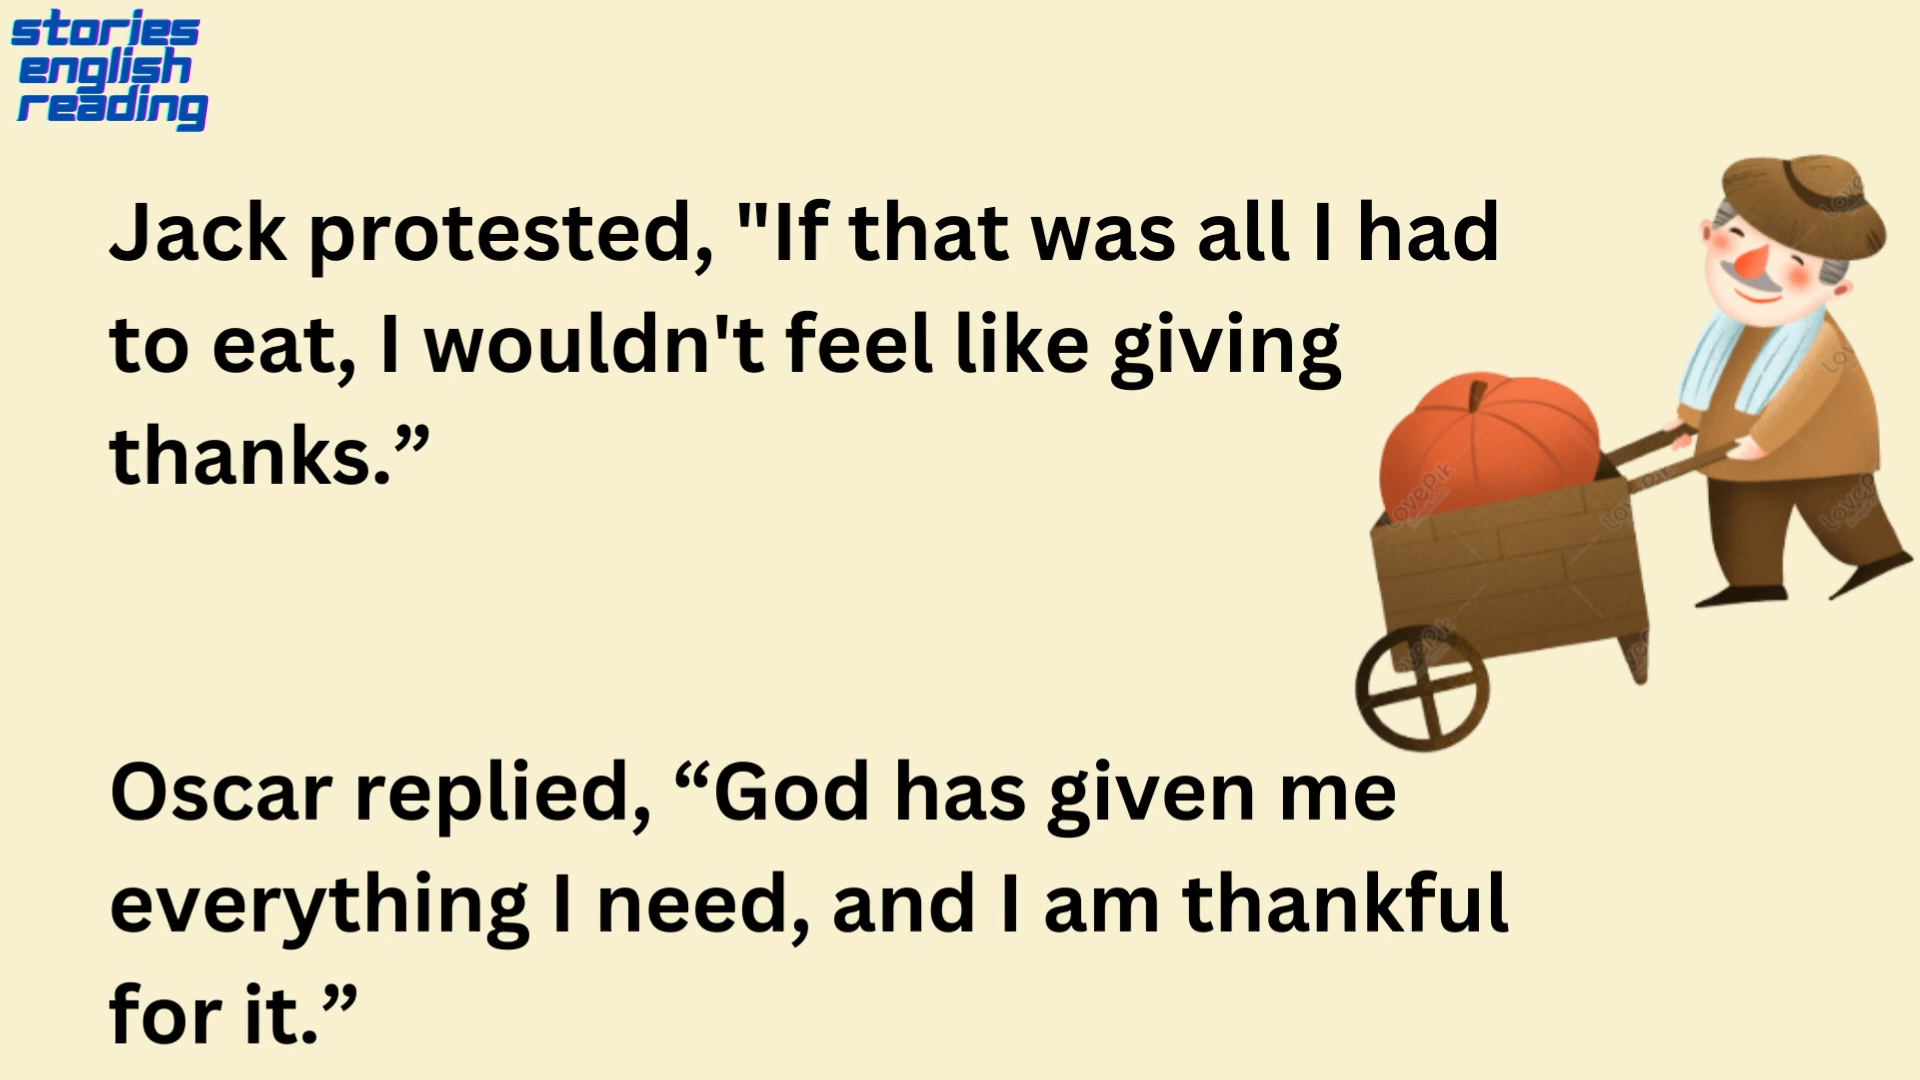 stories
english
reading
Jack protested, "If that was all I had
to eat, I wouldn't feel like giving
thanks.”
Oscar replied, “God has given me
everything I need, and I am thankful
for it.”